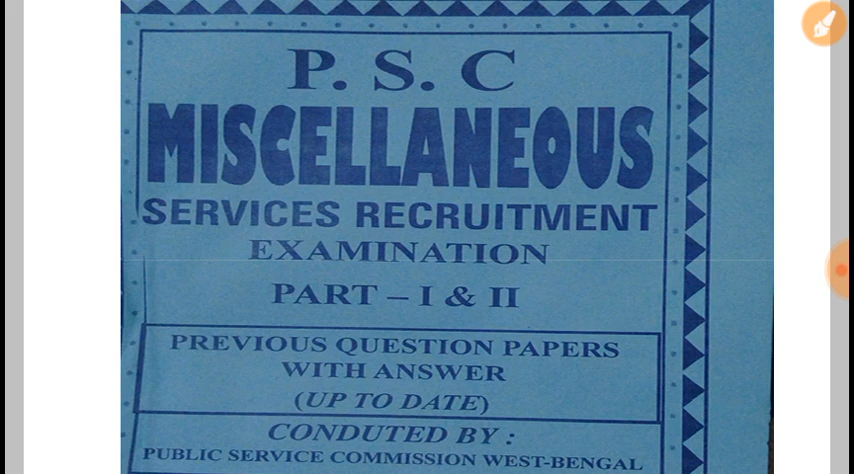 P. S. C
MISCELLANEOUS
SERVICES RECRUITMENT
EXAMINATION
PART – I & II
PREVIOUS QUESTION PAPERS
WITH ANSWER
(UP TO DATE)
CONDUTED BY :
PUBLIC SERVICE COMMISSION WEST-BENGAL